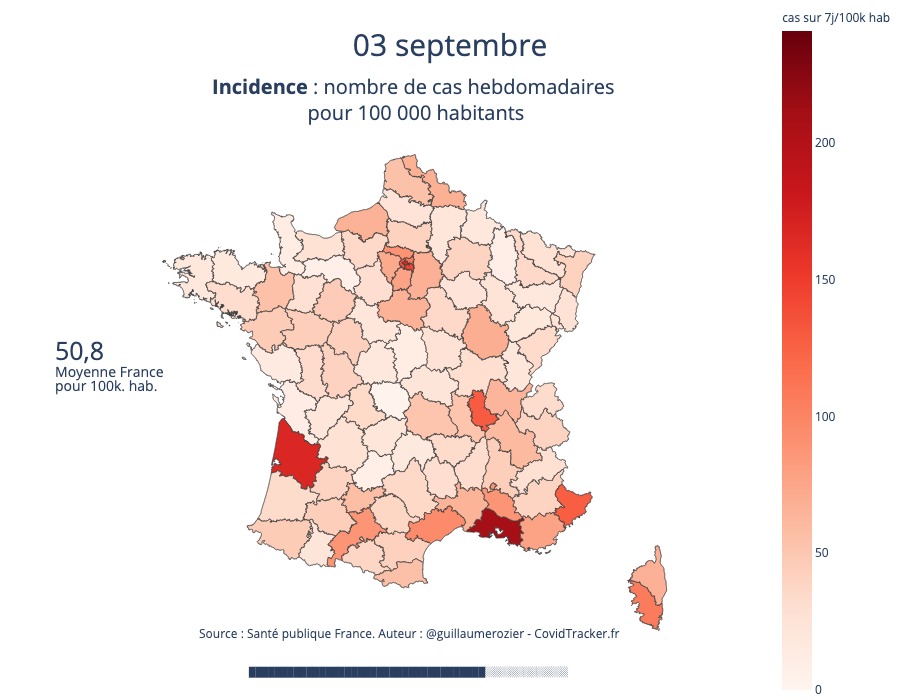 cas sur 7j/100k hab
03 septembre
Incidence : nombre de cas hebdomadaires
pour 100 000 habitants
200
150
100
50
0
50,8
Moyenne France
pour 100k. hab.
Source : Santé publique France. Auteur : @guillaumerozier - CovidTracker.fr